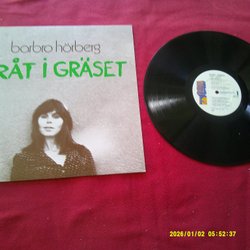 barbro hörberg
RÅT I GRÄSET
2026/01/02 05:52:37